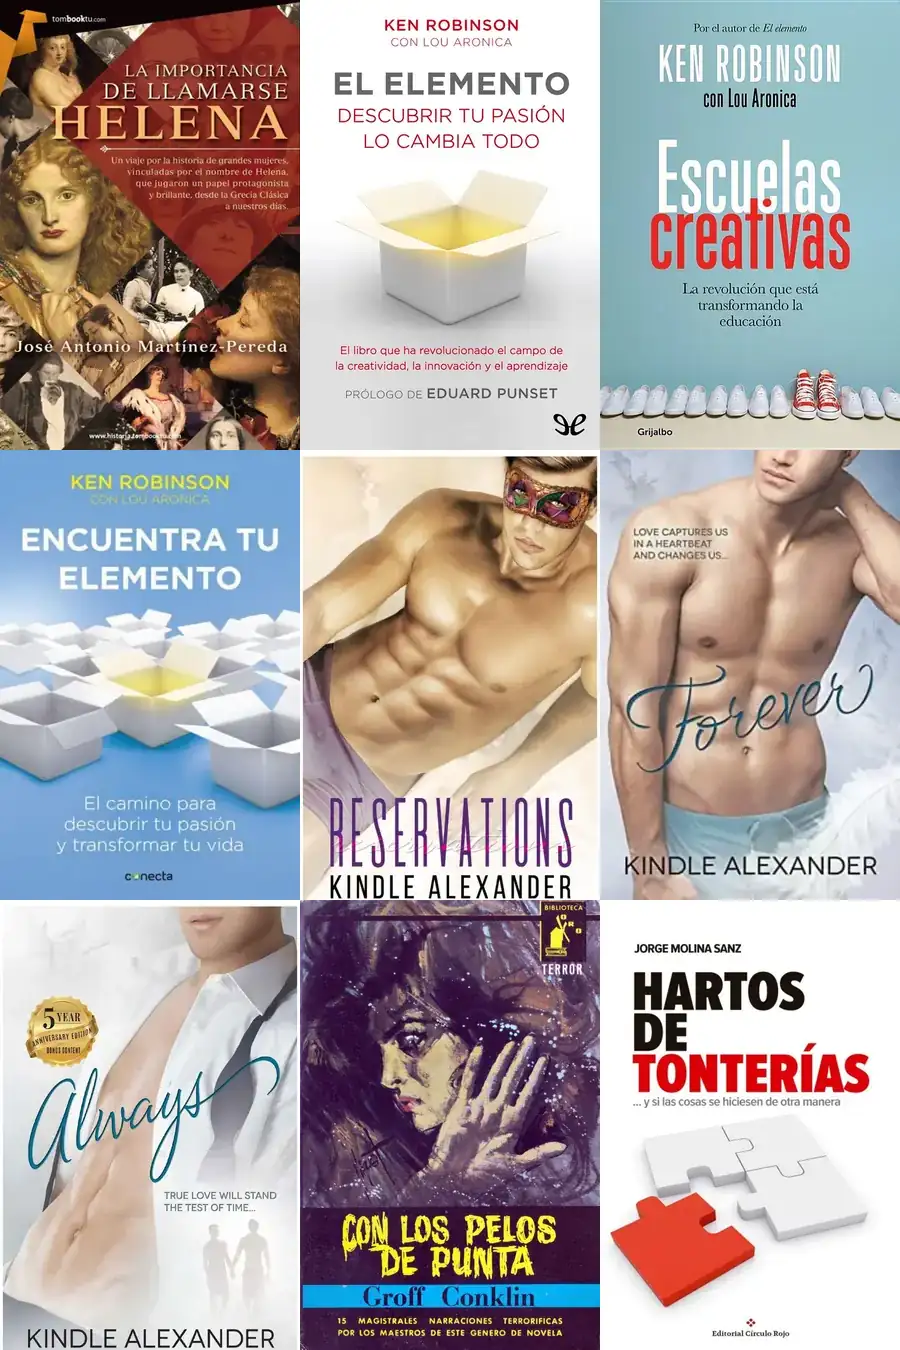 tombooktu.com
LA IMPORTANCIA
DE LLAMARSE
HELENA
Un viaje por la historia de grandes mujeres,
vinculadas por el nombre de Helena,
que jugaron un papel protagonista
y brillante, desde la Grecia Clásica
a nuestros días.
José Antonio Martínez-Pereda
www.historia.tombooktu.com
KEN ROBINSON
CON LOU ARONICA
EL ELEMENTO
DESCUBRIR TU PASIÓN
LO CAMBIA TODO
El libro que ha revolucionado el campo de
la creatividad, la innovación y el aprendizaje
PRÓLOGO DE EDUARD PUNSET
Por el autor de El elemento
KEN ROBINSON
con Lou Aronica
Escuelas
creativas
La revolución que está
transformando la
educación
Grijalbo
KEN ROBINSON
CON LOU ARONICA
ENCUENTRA TU
ELEMENTO
El camino para
descubrir tu pasión
y transformar tu vida
conecta
RESERVATIONS
KINDLE ALEXANDER
LOVE CAPTURES US
IN A HEARTBEAT
AND CHANGES US...
Forever
KINDLE ALEXANDER
5 YEAR
ANNIVERSARY EDITION
BONUS CONTENT
Always
TRUE LOVE WILL STAND
THE TEST OF TIME...
KINDLE ALEXANDER
BIBLIOTECA
ORO
TERROR
CON LOS PELOS
DE PUNTA
Groff Conklin
15 MAGISTRALES NARRACIONES TERRORIFICAS
POR LOS MAESTROS DE ESTE GENERO DE NOVELA
JORGE MOLINA SANZ
HARTOS
DE
TONTERÍAS
... y si las cosas se hiciesen de otra manera
Editorial Círculo Rojo